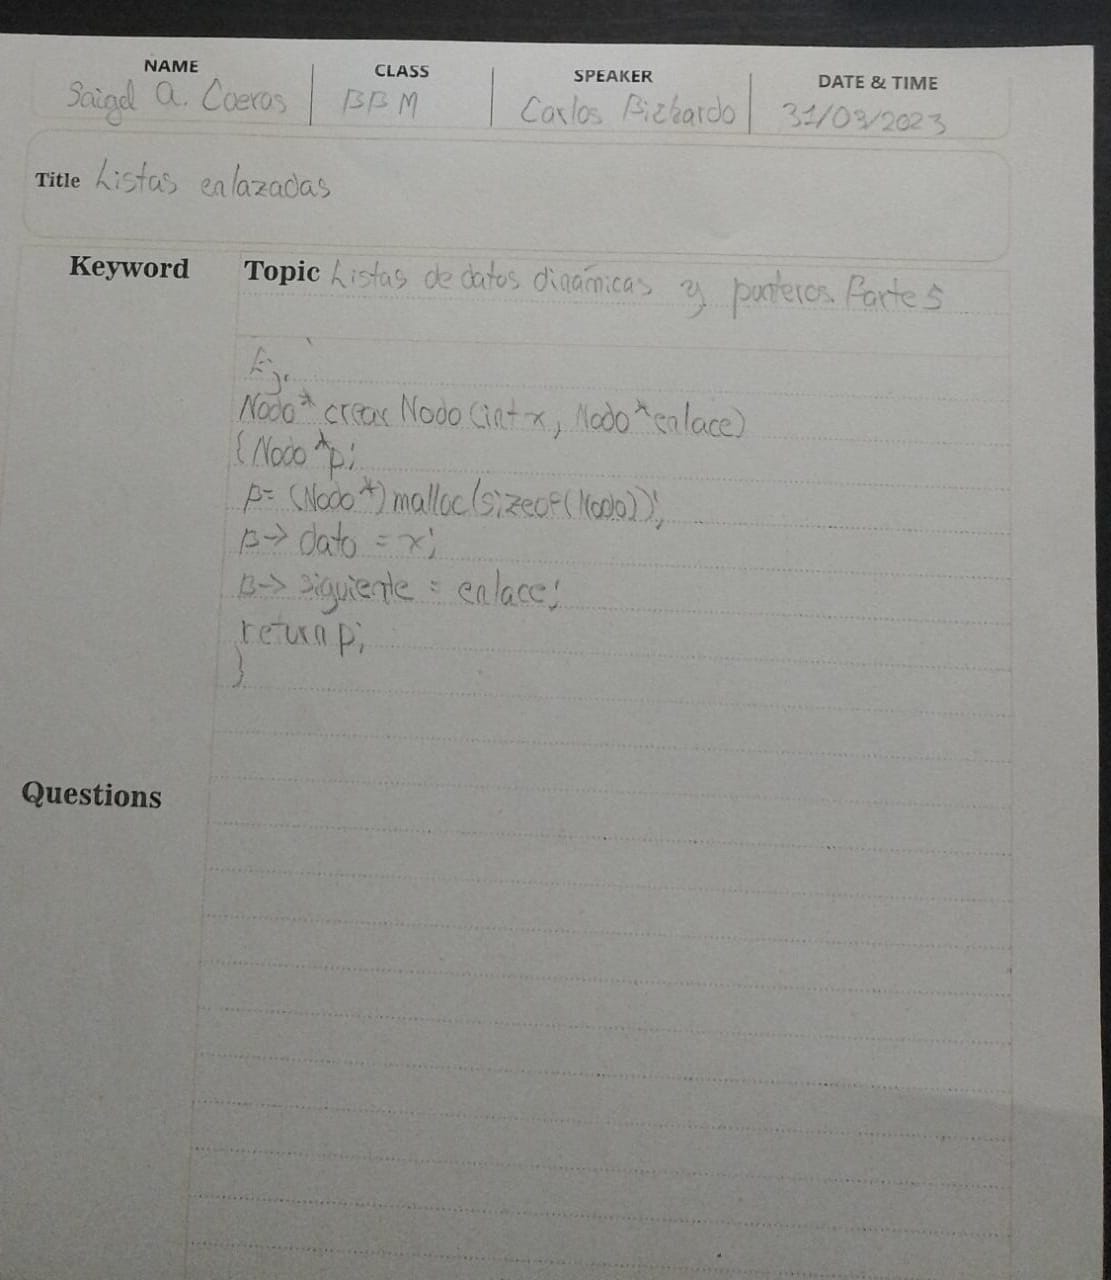 NAME CLASS SPEAKER DATE & TIME
Saigd A. Coeros BBM Carlos Pichardo 31/03/2023
Title Listas enlazadas
Keyword Topic Listas de datos dinámicas y punteros. Parte 5
Ej.
Nodo* crear Nodo (int x, Nodo*enlace)
{Nodo *p;
p= (Nodo*) malloc(sizeof(Nodo));
p-> dato = x;
p-> siguiente = enlace;
return p;
}
Questions